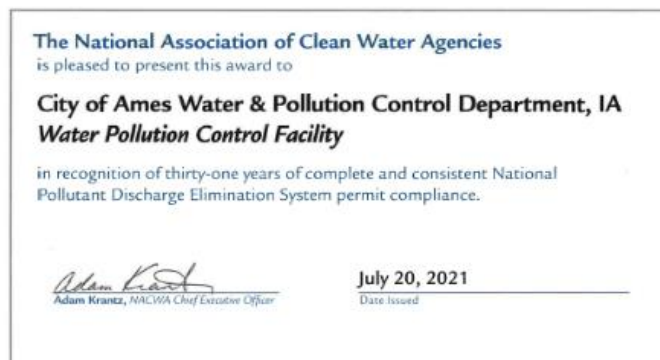 The National Association of Clean Water Agencies
is pleased to present this award to
City of Ames Water & Pollution Control Department, IA
Water Pollution Control Facility
in recognition of thirty-one years of complete and consistent National
Pollutant Discharge Elimination System permit compliance.
Adam Krantz
July 20, 2021
Adam Krantz, NACWA Chief Executive Officer
Date Issued